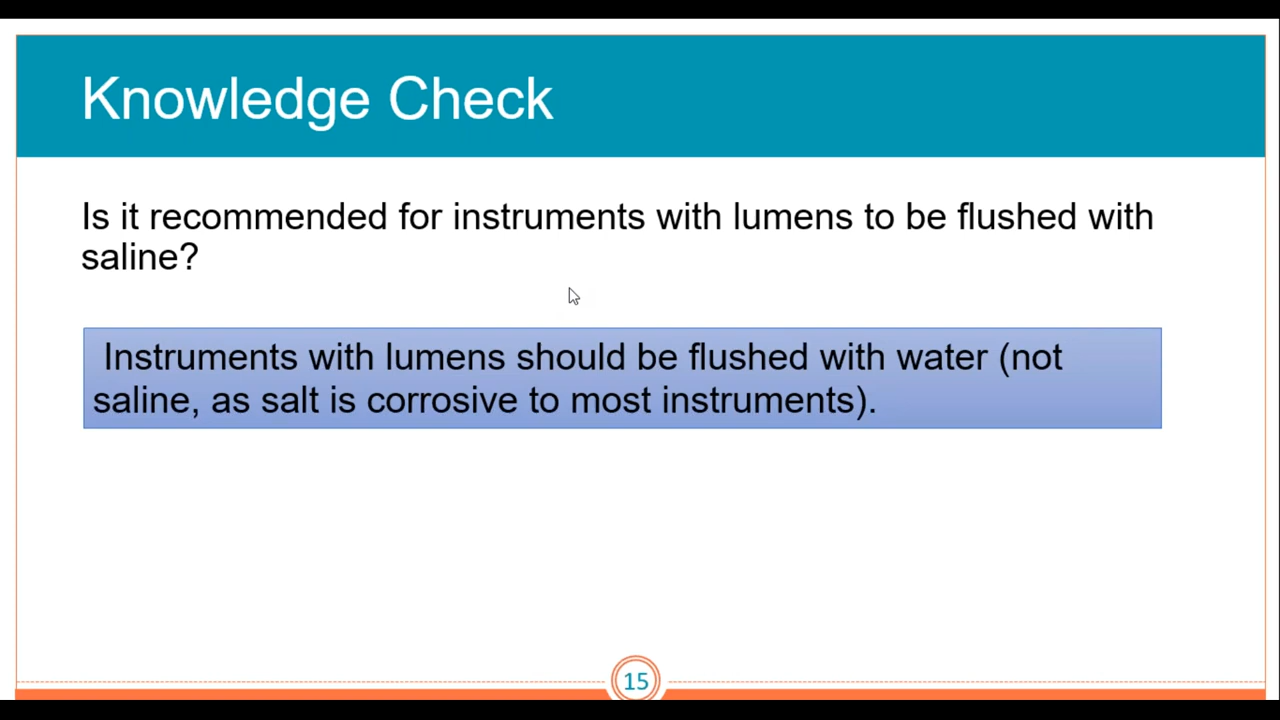 Knowledge Check
Is it recommended for instruments with lumens to be flushed with
saline?
Instruments with lumens should be flushed with water (not
saline, as salt is corrosive to most instruments).
15